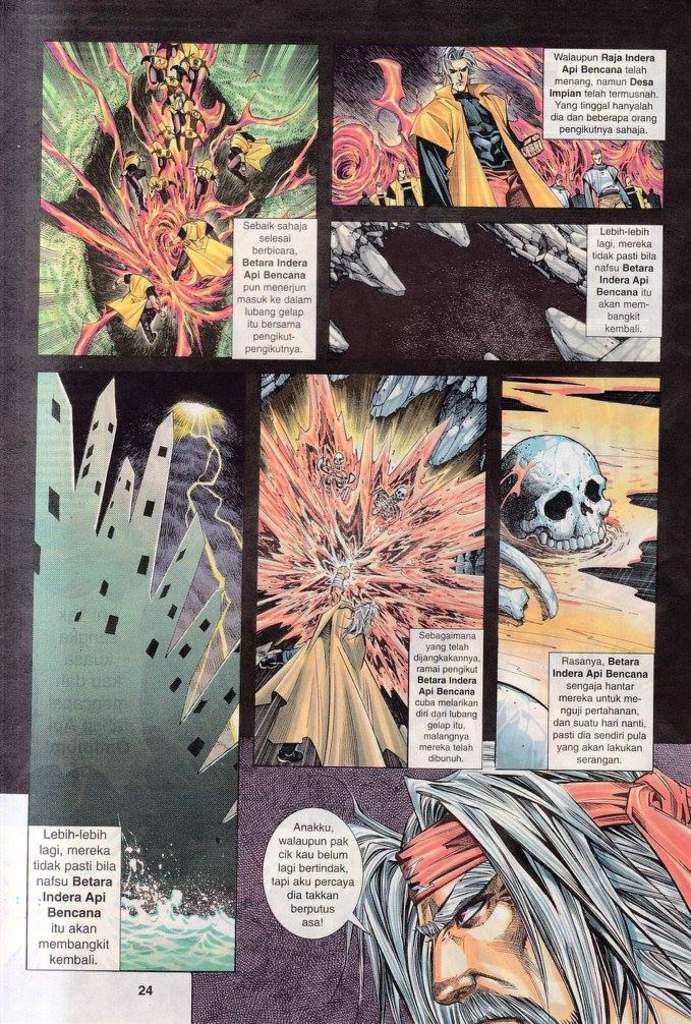 Sebaik sahaja
selesai
berbicara,
Betara Indera
Api Bencana
pun menerjun
masuk ke dalam
lubang gelap
itu bersama
pengikut-
pengikutnya.
Walaupun Raja Indera
Api Bencana telah
menang, namun Desa
Impian telah termusnah.
Yang tinggal hanyalah
dia dan beberapa orang
pengikutnya sahaja.
Lebih-lebih
lagi, mereka
tidak pasti bila
nafsu Betara
Indera Api
Bencana itu
akan mem-
bangkit
kembali.
Lebih-lebih
lagi, mereka
tidak pasti bila
nafsu Betara
Indera Api
Bencana
itu akan
membangkit
kembali.
Sebagaimana
yang telah
dijangkakannya,
ramai pengikut
Betara Indera
Api Bencana
cuba melarikan
diri dari lubang
gelap itu,
malangnya
mereka telah
dibunuh.
Rasanya, Betara
Indera Api Bencana
sengaja hantar
mereka untuk me-
nguji pertahanan,
dan suatu hari nanti,
pasti dia sendiri pula
yang akan lakukan
serangan.
Anakku,
walaupun pak
cik kau belum
lagi bertindak,
tapi aku percaya
dia takkan
berputus
asa!
24